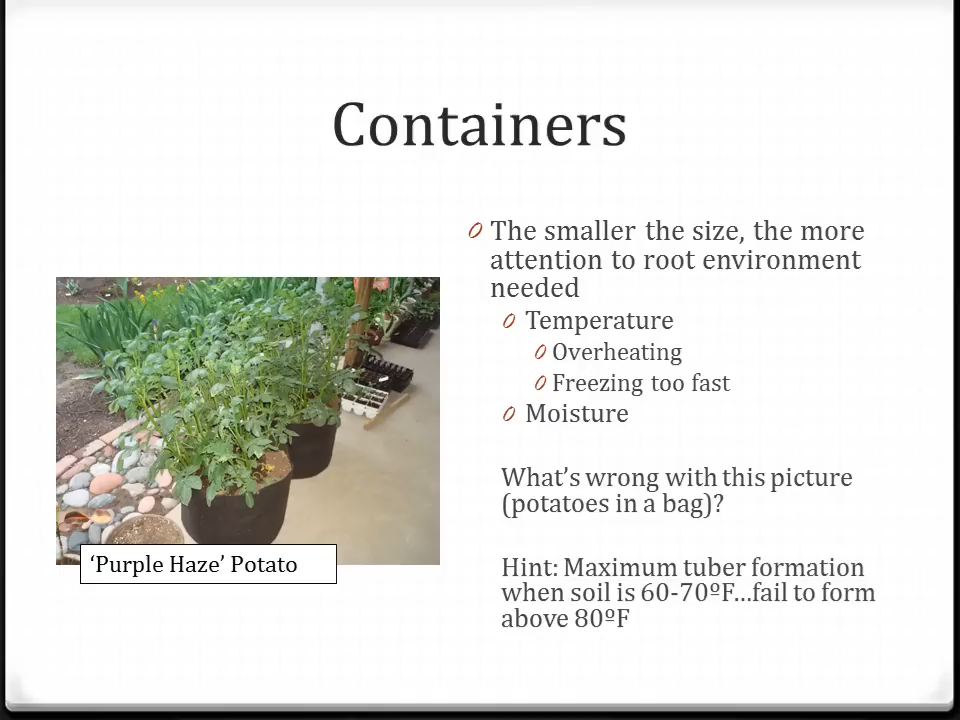 Containers
The smaller the size, the more
attention to root environment
needed
Temperature
Overheating
Freezing too fast
Moisture
What's wrong with this picture
(potatoes in a bag)?
Hint: Maximum tuber formation
when soil is 60-70ºF…fail to form
above 80ºF
‘Purple Haze’ Potato